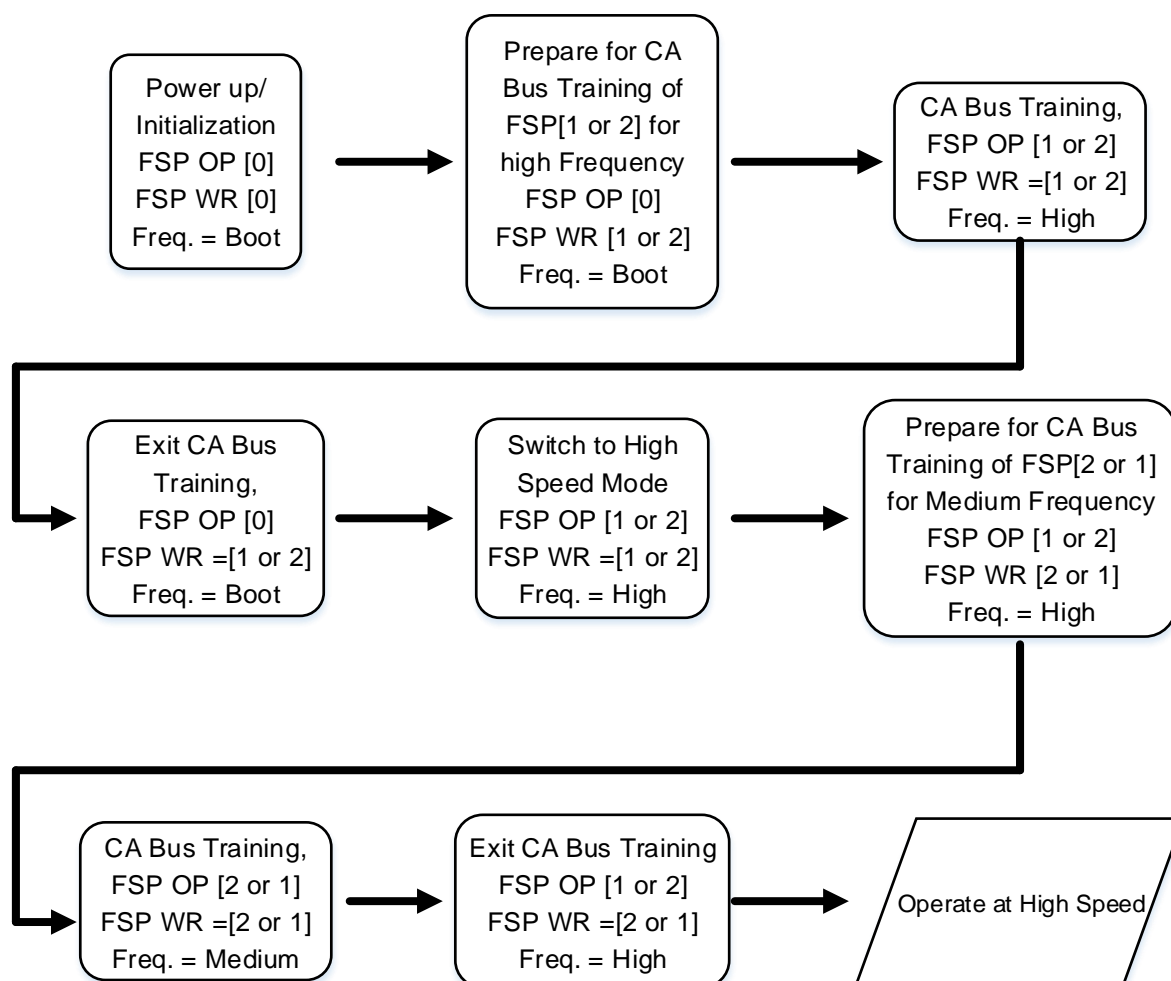 Power up/
Initialization
FSP OP [0]
FSP WR [0]
Freq. = Boot
Prepare for CA
Bus Training of
FSP[1 or 2] for
high Frequency
FSP OP [0]
FSP WR [1 or 2]
Freq. = Boot
CA Bus Training,
FSP OP [1 or 2]
FSP WR =[1 or 2]
Freq. = High
Exit CA Bus
Training,
FSP OP [0]
FSP WR =[1 or 2]
Freq. = Boot
Switch to High
Speed Mode
FSP OP [1 or 2]
FSP WR =[1 or 2]
Freq. = High
Prepare for CA Bus
Training of FSP[2 or 1]
for Medium Frequency
FSP OP [1 or 2]
FSP WR [2 or 1]
Freq. = High
CA Bus Training,
FSP OP [2 or 1]
FSP WR =[2 or 1]
Freq. = Medium
Exit CA Bus Training
FSP OP [1 or 2]
FSP WR =[2 or 1]
Freq. = High
Operate at High Speed